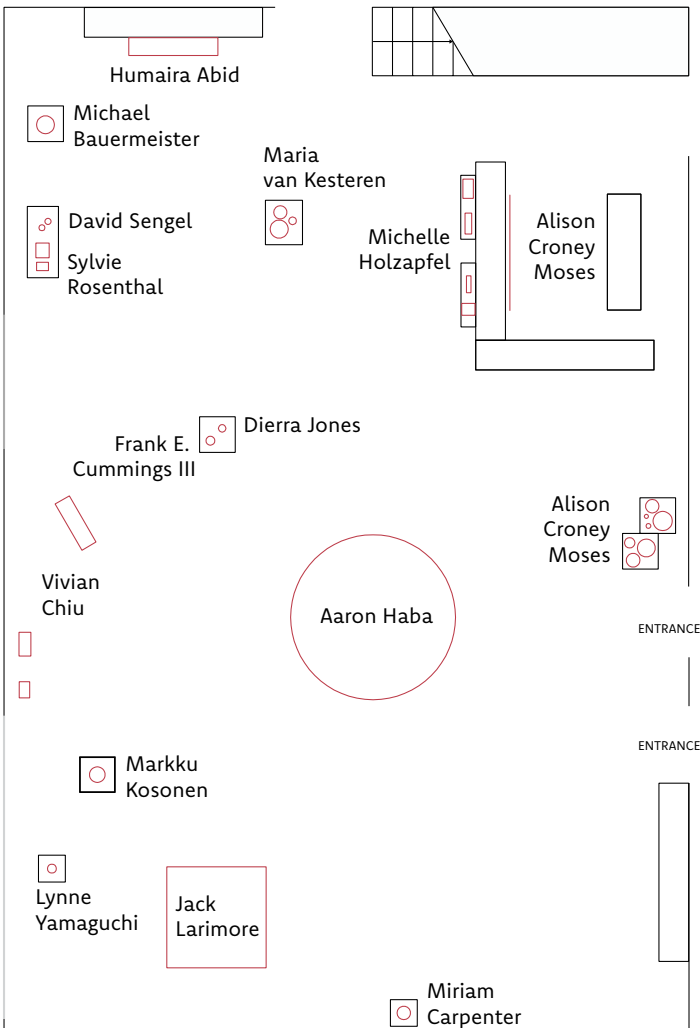 Humaira Abid
Michael
Bauermeister
Maria
van Kesteren
David Sengel
Sylvie
Rosenthal
Michelle
Holzapfel
Alison
Croney
Moses
Dierra Jones
Frank E.
Cummings III
Alison
Croney
Moses
Vivian
Chiu
Aaron Haba
ENTRANCE
ENTRANCE
Markku
Kosonen
Lynne
Yamaguchi
Jack
Larimore
Miriam
Carpenter